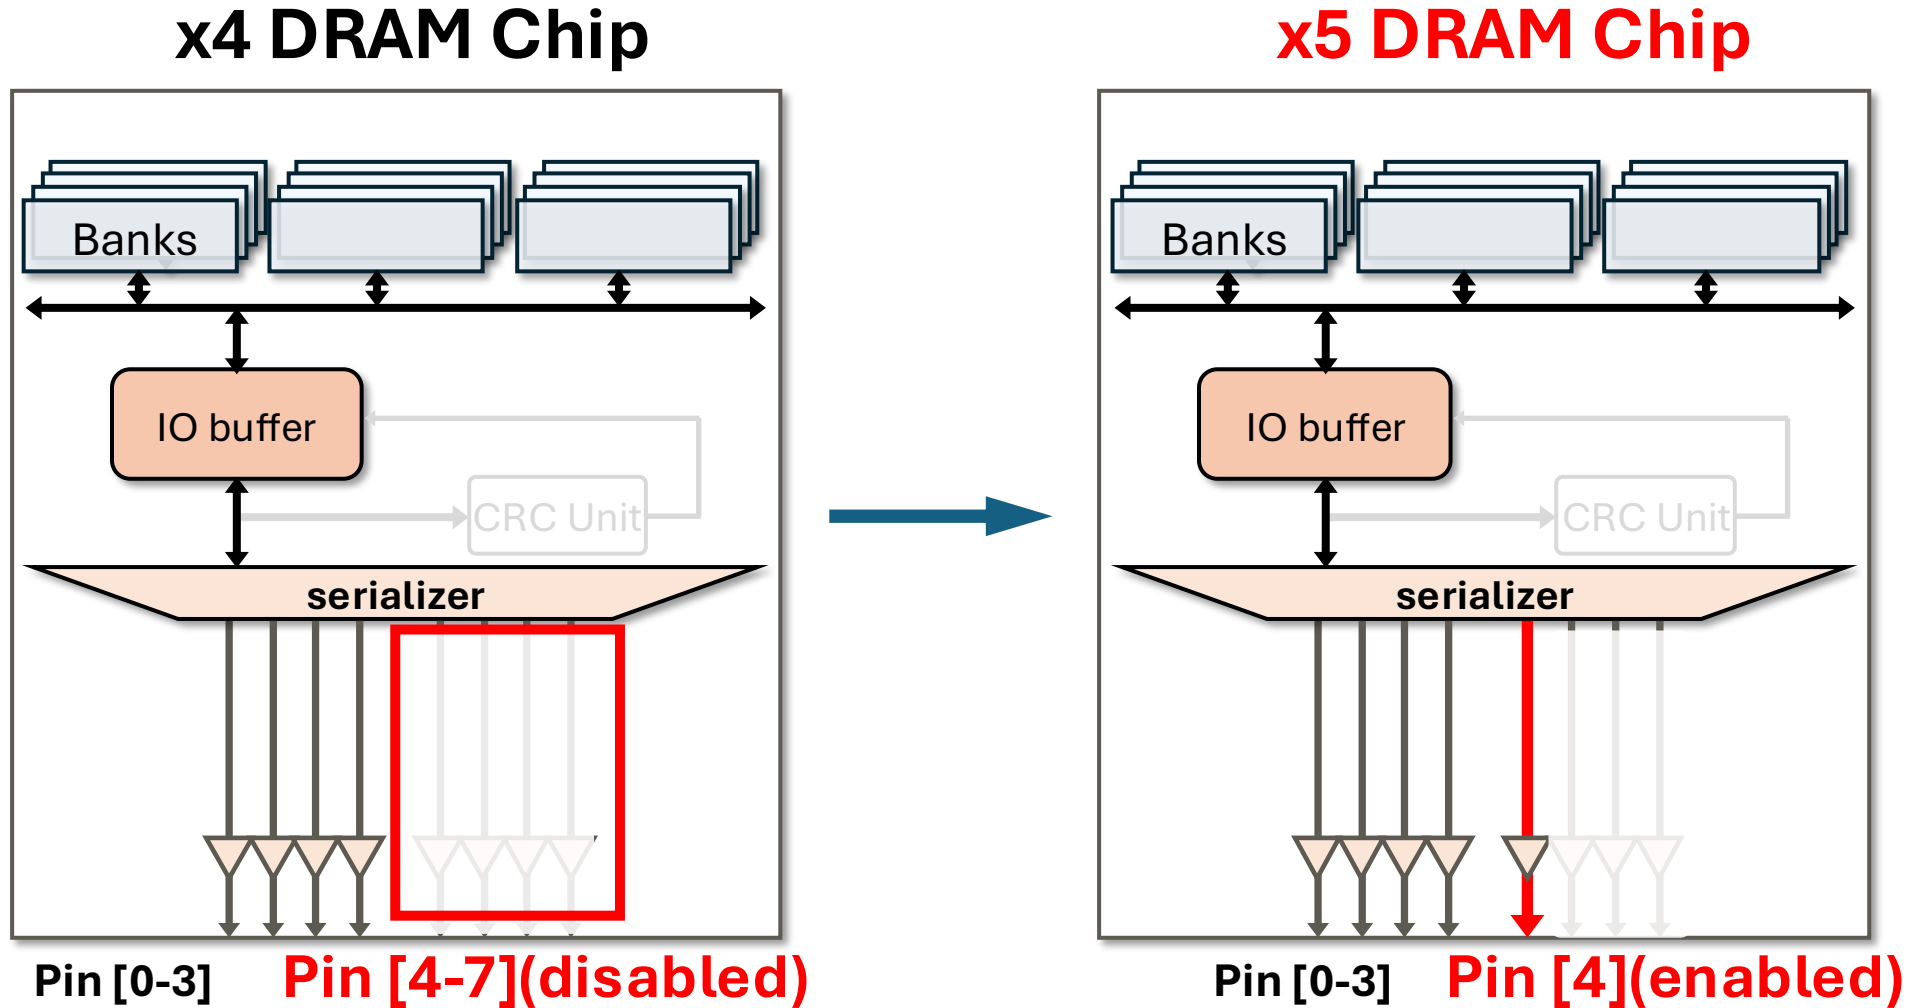 x4 DRAM Chip
Banks
IO buffer
CRC Unit
serializer
Pin [0-3]
Pin [4-7](disabled)
x5 DRAM Chip
Banks
IO buffer
CRC Unit
serializer
Pin [0-3]
Pin [4](enabled)